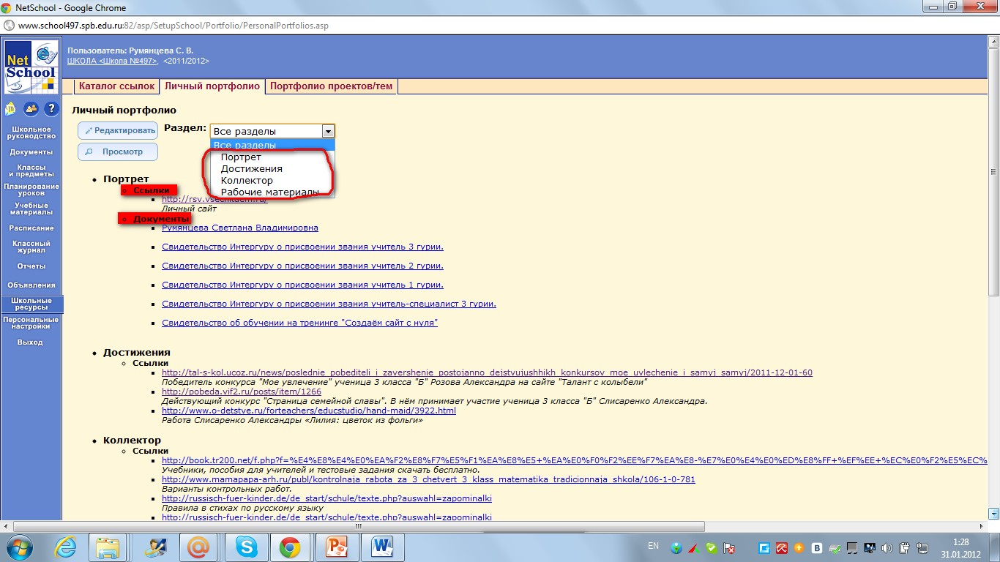 NetSchool - Google Chrome
www.school497.spb.edu.ru:82/asp/SetupSchool/Portfolio/PersonalPortfolios.asp
Net
School
Пользователь: Румянцева С. В.
ШКОЛА <Школа №497>, <2011/2012>
Каталог ссылок
Личный портфолио
Портфолио проектов/тем
Школьное
руководство
Документы
Классы
и предметы
Планирование
уроков
Учебные
материалы
Расписание
Классный
журнал
Отчеты
Объявления
Школьные
ресурсы
Персональные
настройки
Выход
Личный портфолио
Редактировать
Просмотр
Раздел:
Все разделы
Все разделы
Портрет
Достижения
Коллектор
Рабочие материалы
Портрет
Ссылки
Личный сайт
Документы
Румянцева Светлана Владимировна
Свидетельство Интергуру о присвоении звания учитель 3 гурии.
Свидетельство Интергуру о присвоении звания учитель 2 гурии.
Свидетельство Интергуру о присвоении звания учитель 1 гурии.
Свидетельство Интергуру о присвоении звания учитель-специалист 3 гурии.
Свидетельство об обучении на тренинге "Создаём сайт с нуля"
Достижения
Ссылки
http://tal-s-kol.ucoz.ru/news/poslednie_pobediteli_i_zavershenie_postojanno_dejstvujushhikh_konkursov_moe_uvlechenie_i_samyj_samyj/2011-12-01-60
Победитель конкурса "Мое увлечение" ученица 3 класса "Б" Розова Александра на сайте "Талант с колыбели"
http://pobeda.vif2.ru/posts/item/1266
Действующий конкурс "Страница семейной славы". В нём принимает участие ученица 3 класса "Б" Слисаренко Александра.
http://www.o-detstve.ru/forteachers/educstudio/hand-maid/3922.html
Работа Слисаренко Александры «Лилия: цветок из фольги»
Коллектор
Ссылки
http://book.tr200.net/f.php?f=%E4%E8%E4%E0%EA%F2%E8%F7%E5%F1%EA%E8%E5+%EA%E0%F0%F2%EE%F7%EA%E8-%E7%E0%E4%E0%ED%E8%FF+%EF%EE+%EC%E0%F2%E5%EC%
Учебники, пособия для учителей и тестовые задания скачать бесплатно.
http://www.mamapapa-arh.ru/publ/kontrolnaja_rabota_za_3_chetvert_3_klass_matematika_tradicionnaja_shkola/106-1-0-781
Варианты контрольных работ.
http://russisch-fuer-kinder.de/de_start/schule/texte.php?auswahl=zapominalki
Правила в стихах по русскому языку
http://russisch-fuer-kinder.de/de_start/schule/texte.php?auswahl=zapominalki
EN
1:28
31.01.2012